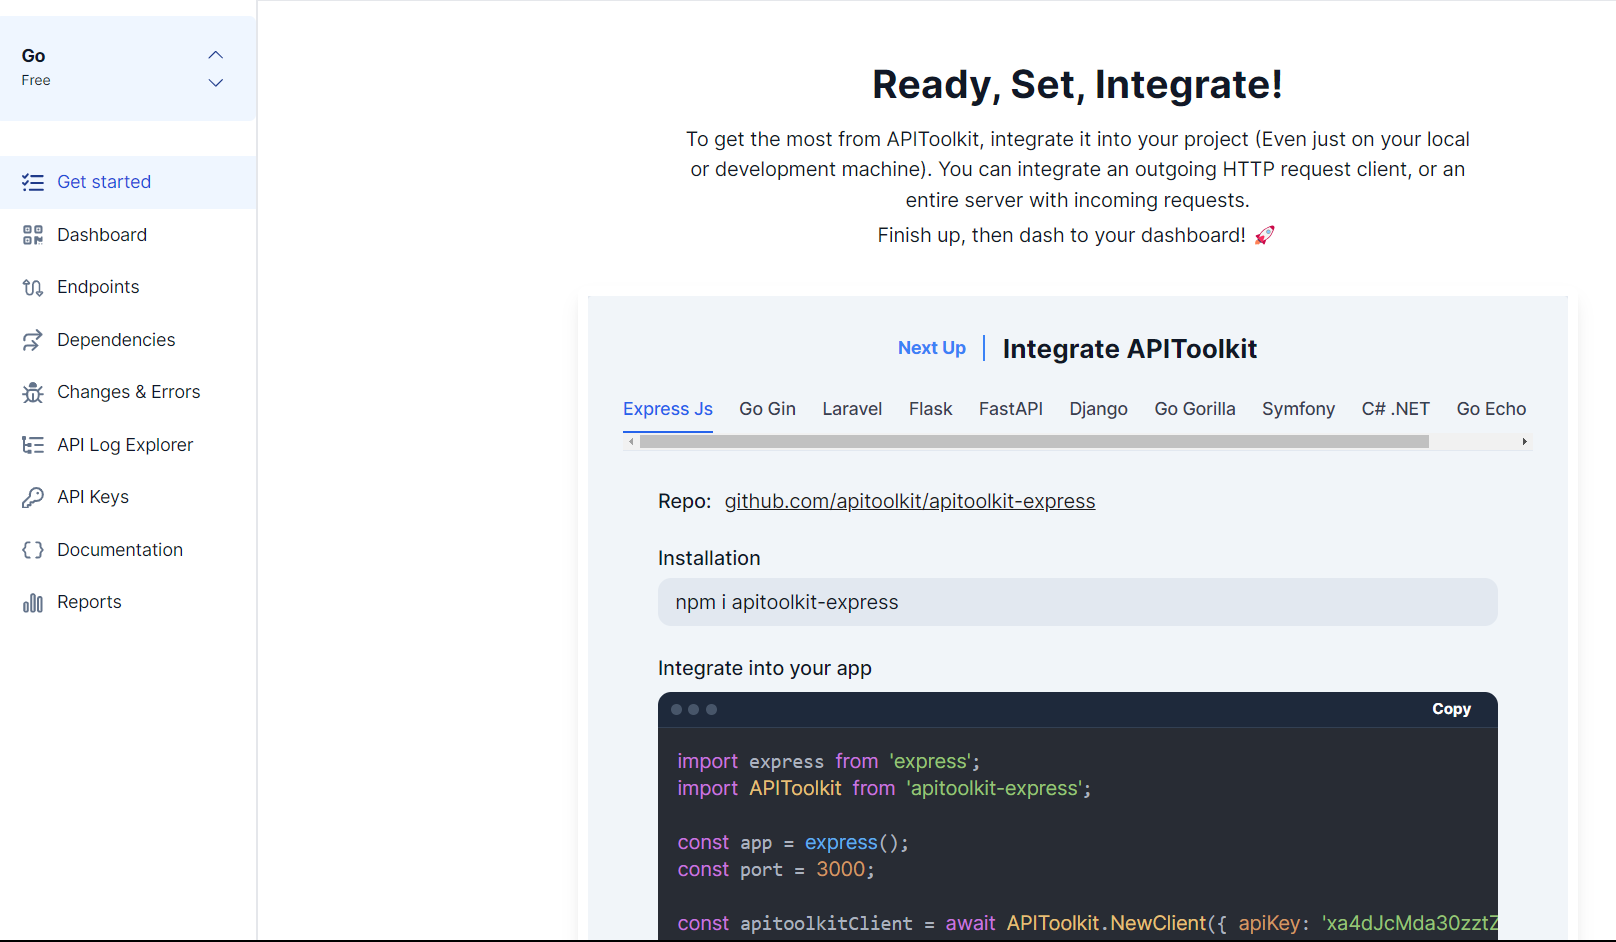 Go
Free
Get started
Dashboard
Endpoints
Dependencies
Changes & Errors
API Log Explorer
API Keys
Documentation
Reports
Ready, Set, Integrate!
To get the most from APIToolkit, integrate it into your project (Even just on your local
or development machine). You can integrate an outgoing HTTP request client, or an
entire server with incoming requests.
Finish up, then dash to your dashboard! 🚀
Next Up | Integrate APIToolkit
Express Js Go Gin Laravel Flask FastAPI Django Go Gorilla Symfony C# .NET Go Echo
Repo: github.com/apitoolkit/apitoolkit-express
Installation
npm i apitoolkit-express
Integrate into your app
Copy
import express from 'express';
import APIToolkit from 'apitoolkit-express';
const app = express();
const port = 3000;
const apitoolkitClient = await APIToolkit.NewClient({ apiKey: 'xa4dJcMda30zztZ